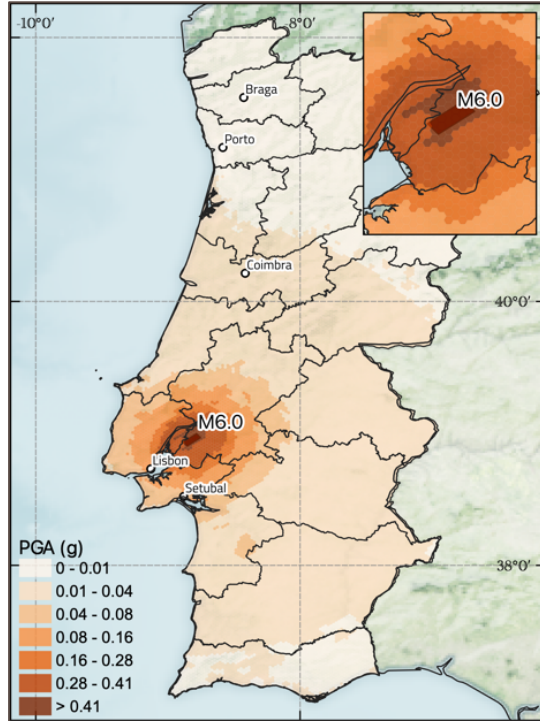 -10°0'
-8°0'
M6.0
Braga
Porto
Coimbra
40°0'
M6.0
Lisbon
Setubal
PGA (g)
38°0'
0 - 0.01
0.01 - 0.04
0.04 - 0.08
0.08 - 0.16
0.16 - 0.28
0.28 - 0.41
> 0.41